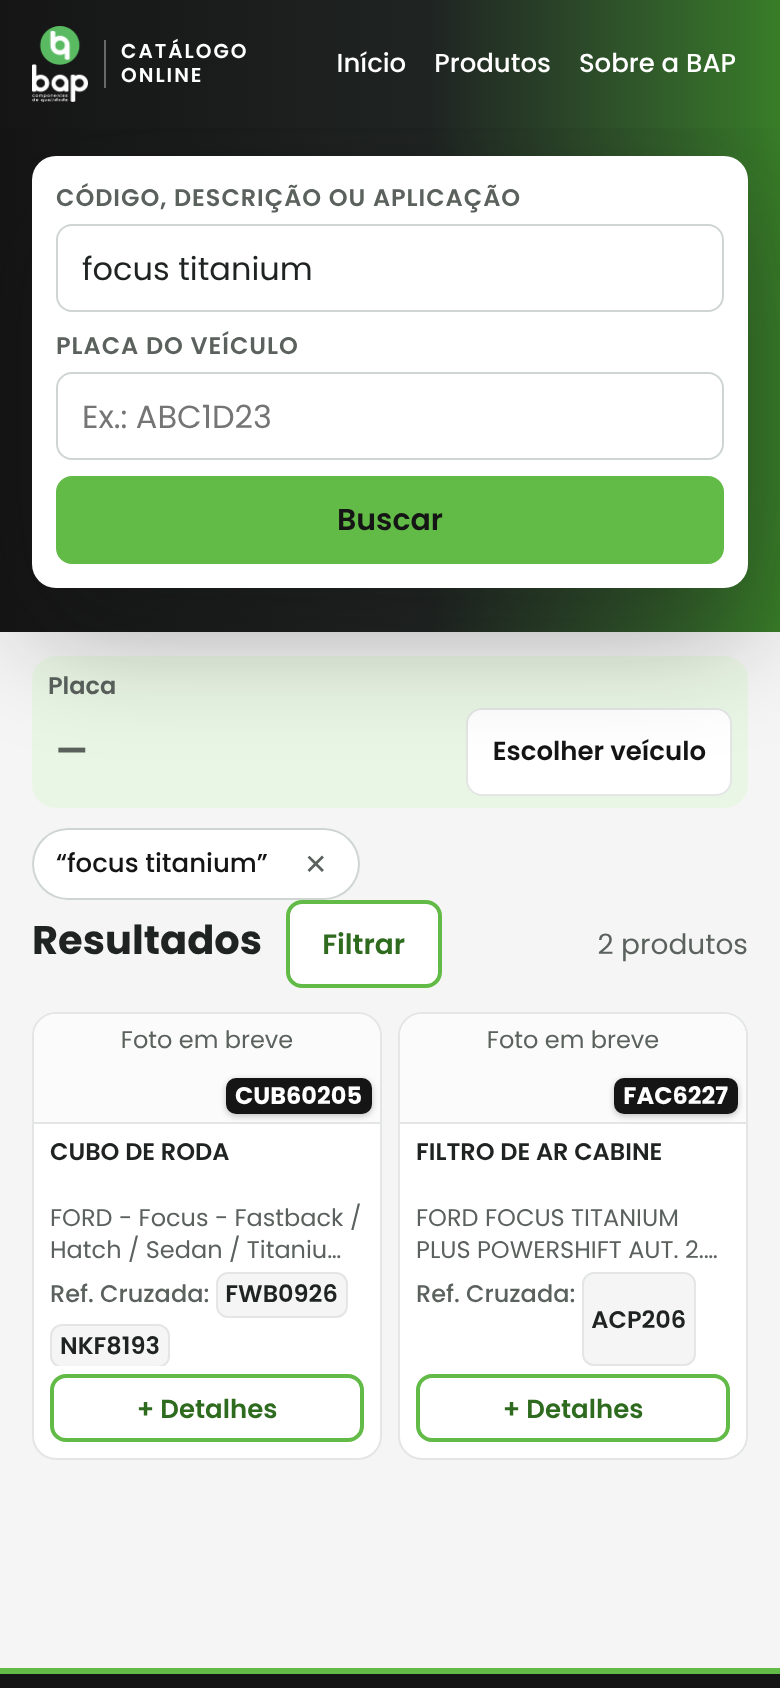 bap
componentes
de qualidade
CATÁLOGO
ONLINE
Início
Produtos
Sobre a BAP
CÓDIGO, DESCRIÇÃO OU APLICAÇÃO
focus titanium
PLACA DO VEÍCULO
Ex.: ABC1D23
Buscar
Placa
—
Escolher veículo
“focus titanium” ✕
Resultados
Filtrar
2 produtos
Foto em breve
CUB60205
CUBO DE RODA
FORD - Focus - Fastback /
Hatch / Sedan / Titaniu...
Ref. Cruzada: FWB0926
NKF8193
+ Detalhes
Foto em breve
FAC6227
FILTRO DE AR CABINE
FORD FOCUS TITANIUM
PLUS POWERSHIFT AUT. 2....
Ref. Cruzada: ACP206
+ Detalhes